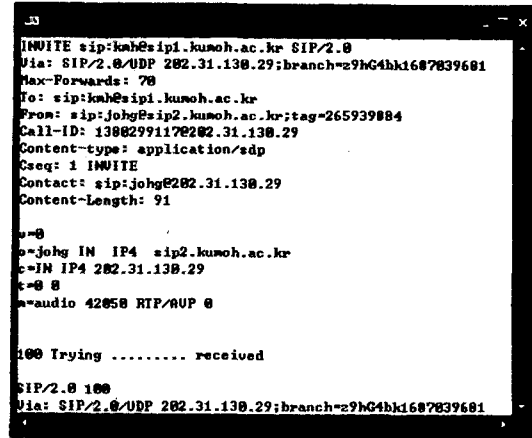 INVITE sip:kmh@sip1.kumoh.ac.kr SIP/2.0
Via: SIP/2.0/UDP 202.31.130.29;branch=z9hG4bk1607039601
Max-Forwards: 70
To: sip:kmh@sip1.kumoh.ac.kr
From: sip:johg@sip2.kumoh.ac.kr;tag=265939884
Call-ID: 1380299117@202.31.130.29
Content-type: application/sdp
Cseq: 1 INVITE
Contact: sip:johg@202.31.130.29
Content-Length: 91
v=0
o=johg IN IP4 sip2.kumoh.ac.kr
c=IN IP4 202.31.130.29
t=0 0
m=audio 42050 RTP/AVP 0
100 Trying ......... received
SIP/2.0 100
Via: SIP/2.0/UDP 202.31.130.29;branch=z9hG4bk1607039601